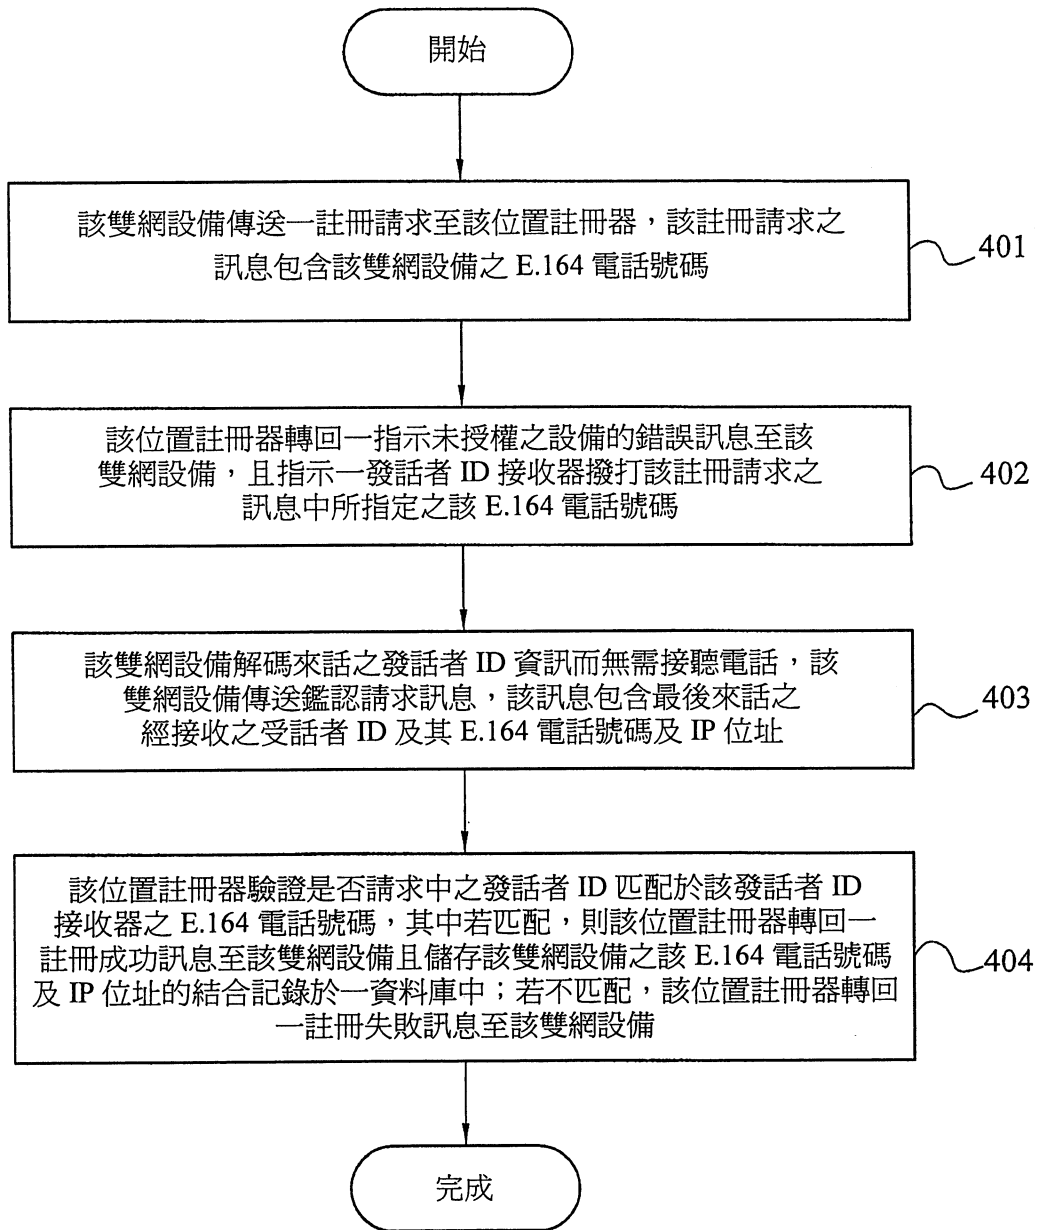 開始
該雙網設備傳送一註冊請求至該位置註冊器，該註冊請求之
訊息包含該雙網設備之 E.164 電話號碼
401
該位置註冊器轉回一指示未授權之設備的錯誤訊息至該
雙網設備，且指示一發話者 ID 接收器撥打該註冊請求之
訊息中所指定之該 E.164 電話號碼
402
該雙網設備解碼來話之發話者 ID 資訊而無需接聽電話，該
雙網設備傳送鑑認請求訊息，該訊息包含最後來話之
經接收之受話者 ID 及其 E.164 電話號碼及 IP 位址
403
該位置註冊器驗證是否請求中之發話者 ID 匹配於該發話者 ID
接收器之 E.164 電話號碼，其中若匹配，則該位置註冊器轉回一
註冊成功訊息至該雙網設備且儲存該雙網設備之該 E.164 電話號碼
及 IP 位址的結合記錄於一資料庫中；若不匹配，該位置註冊器轉回
一註冊失敗訊息至該雙網設備
404
完成